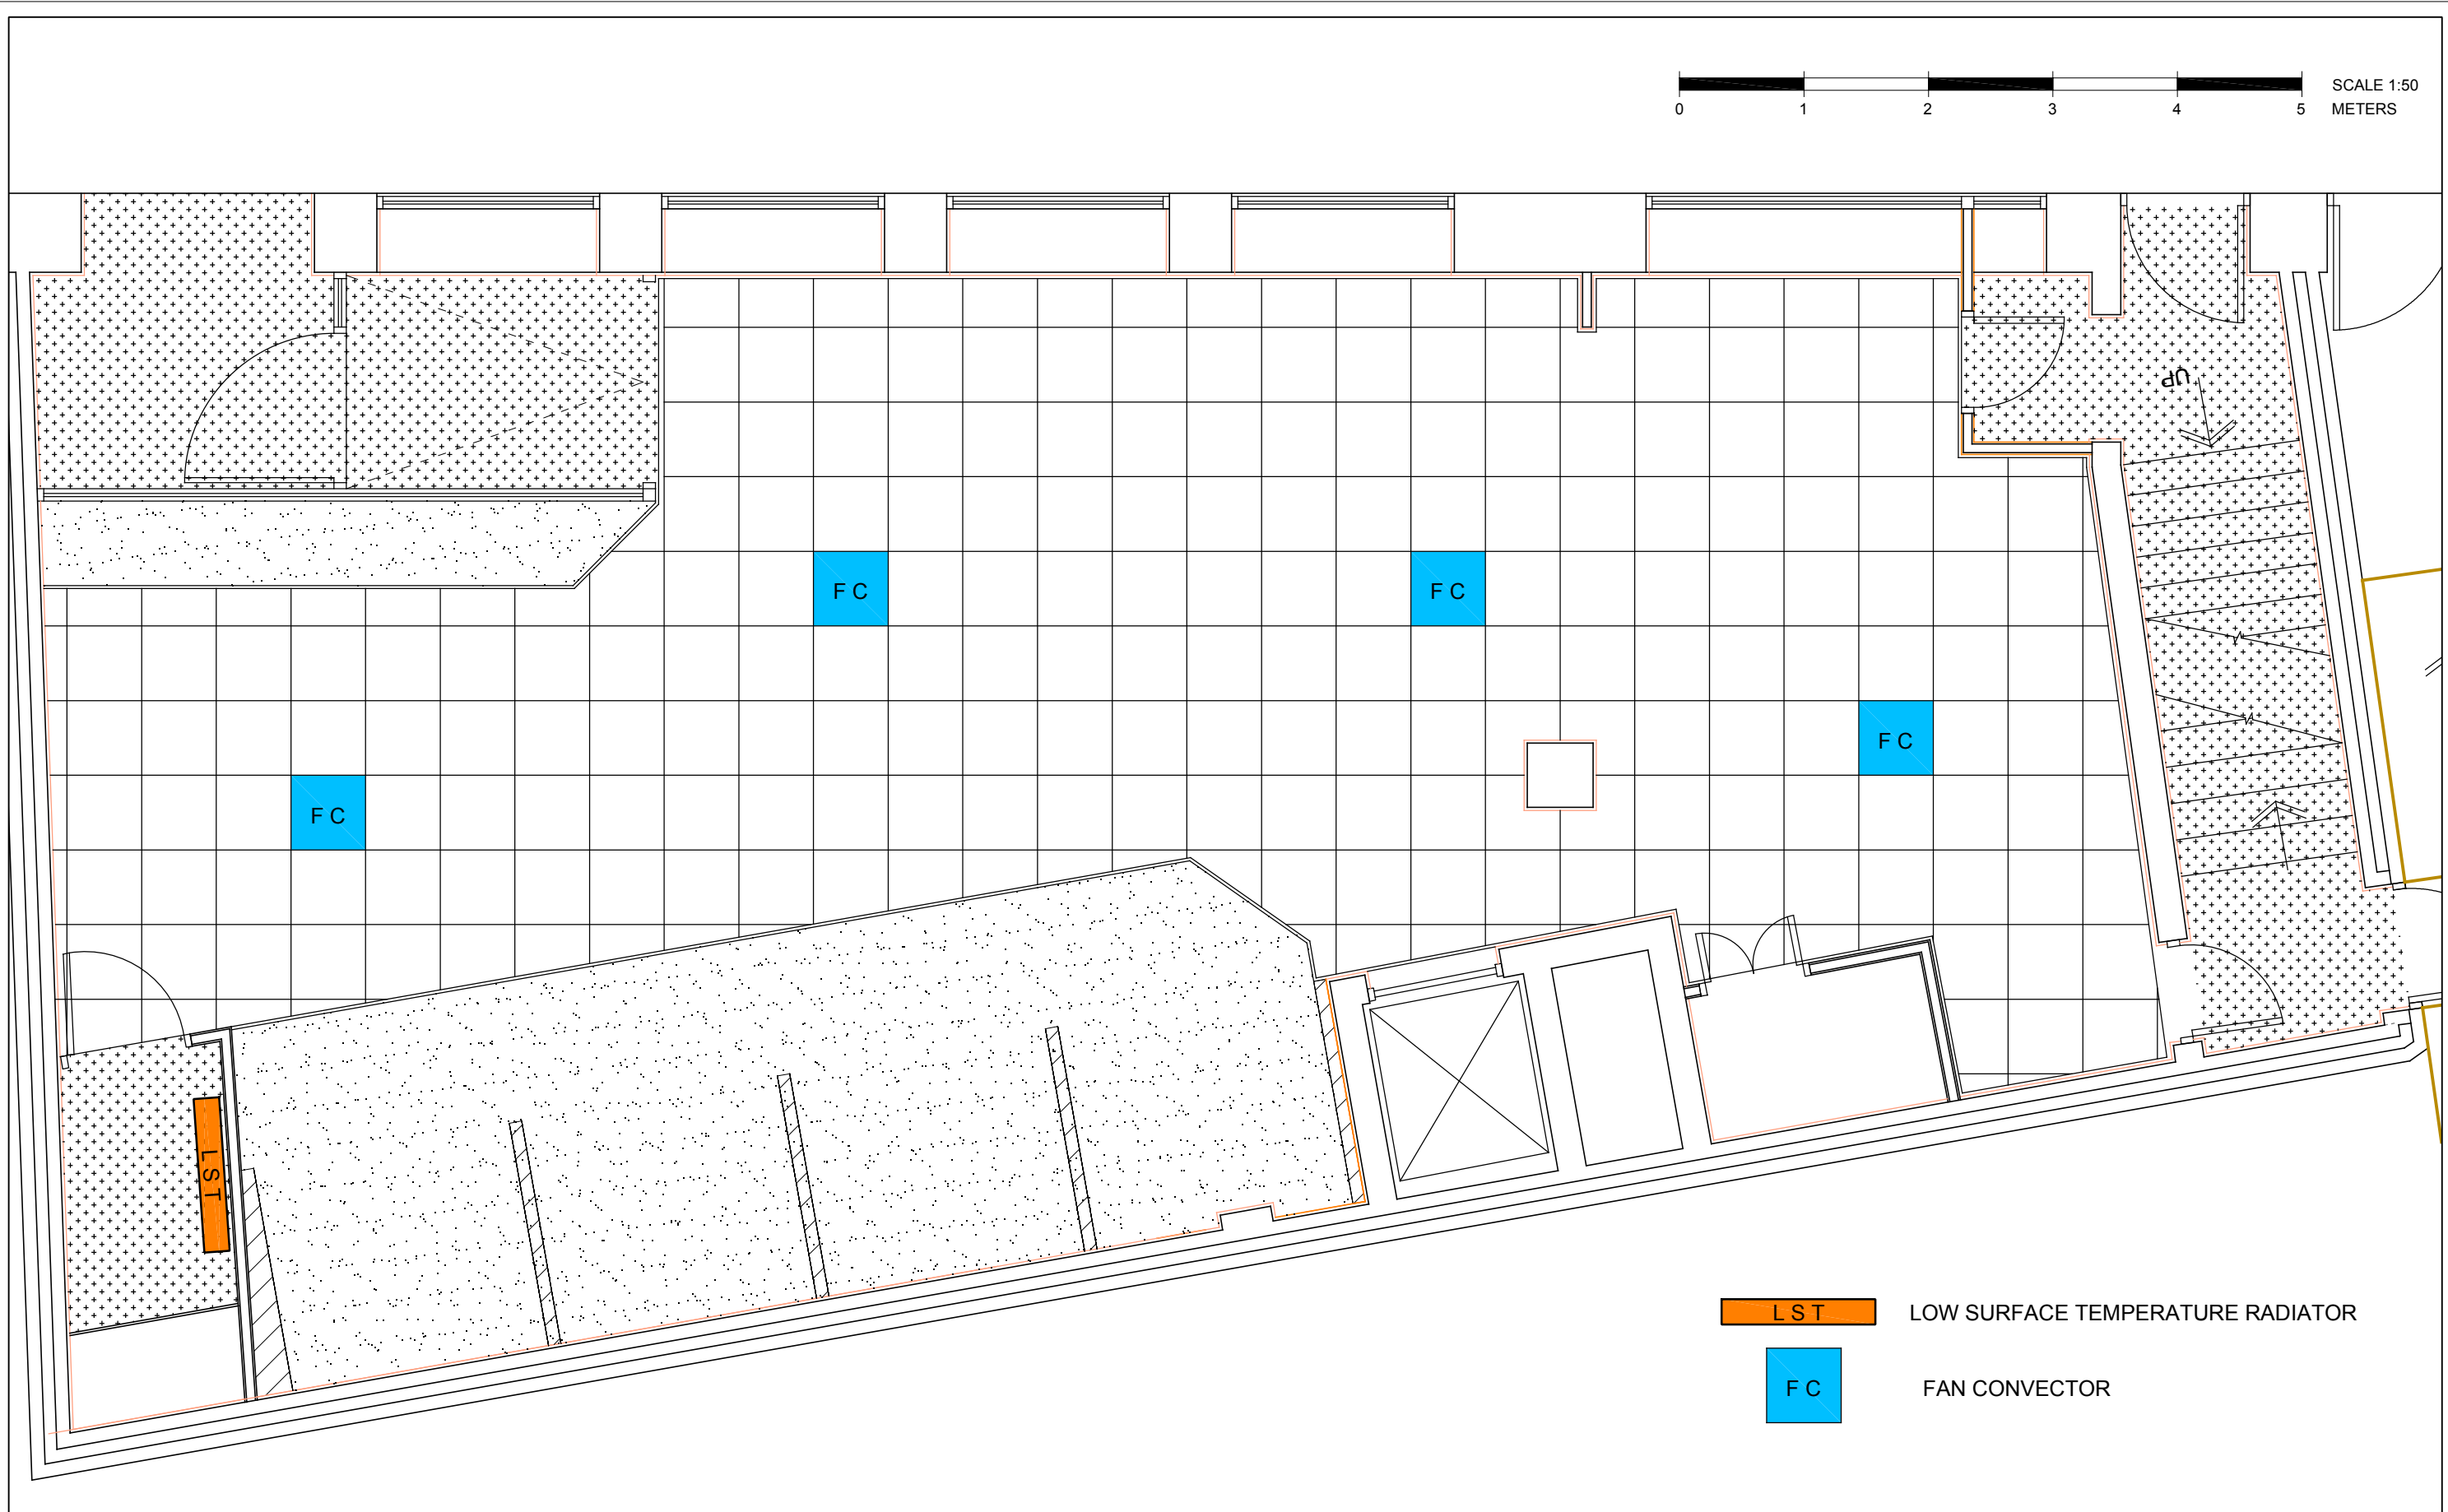 SCALE 1:50
0 1 2 3 4 5 METERS
UP
F C
F C
F C
F C
L S T
L S T LOW SURFACE TEMPERATURE RADIATOR
F C FAN CONVECTOR